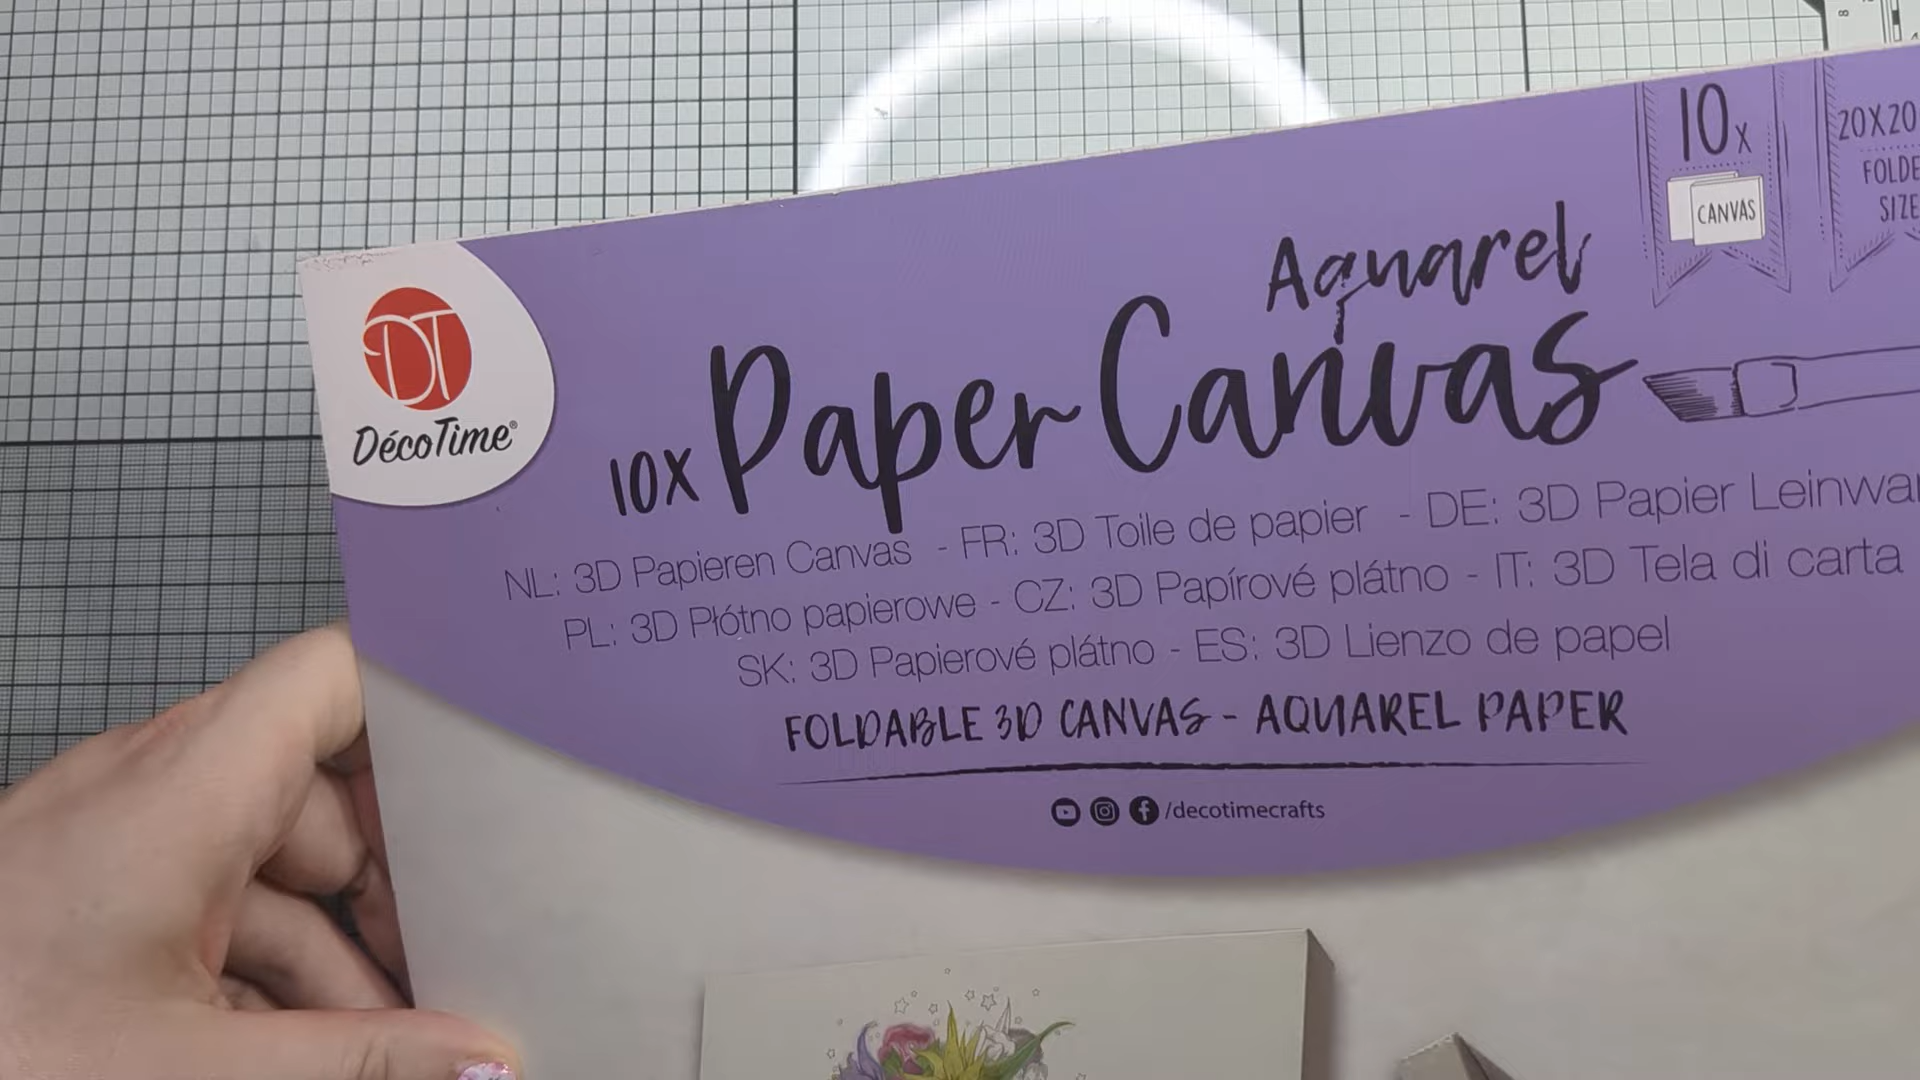 10X
CANVAS
20X20
FOLDE
SIZE
DT
DécoTime®
Aquarel
10X Paper Canvas
NL: 3D Papieren Canvas - FR: 3D Toile de papier - DE: 3D Papier Leinwa
PL: 3D Płótno papierowe - CZ: 3D Papírové plátno - IT: 3D Tela di carta
SK: 3D Papierové plátno - ES: 3D Lienzo de papel
FOLDABLE 3D CANVAS - AQUAREL PAPER
/decotimecrafts